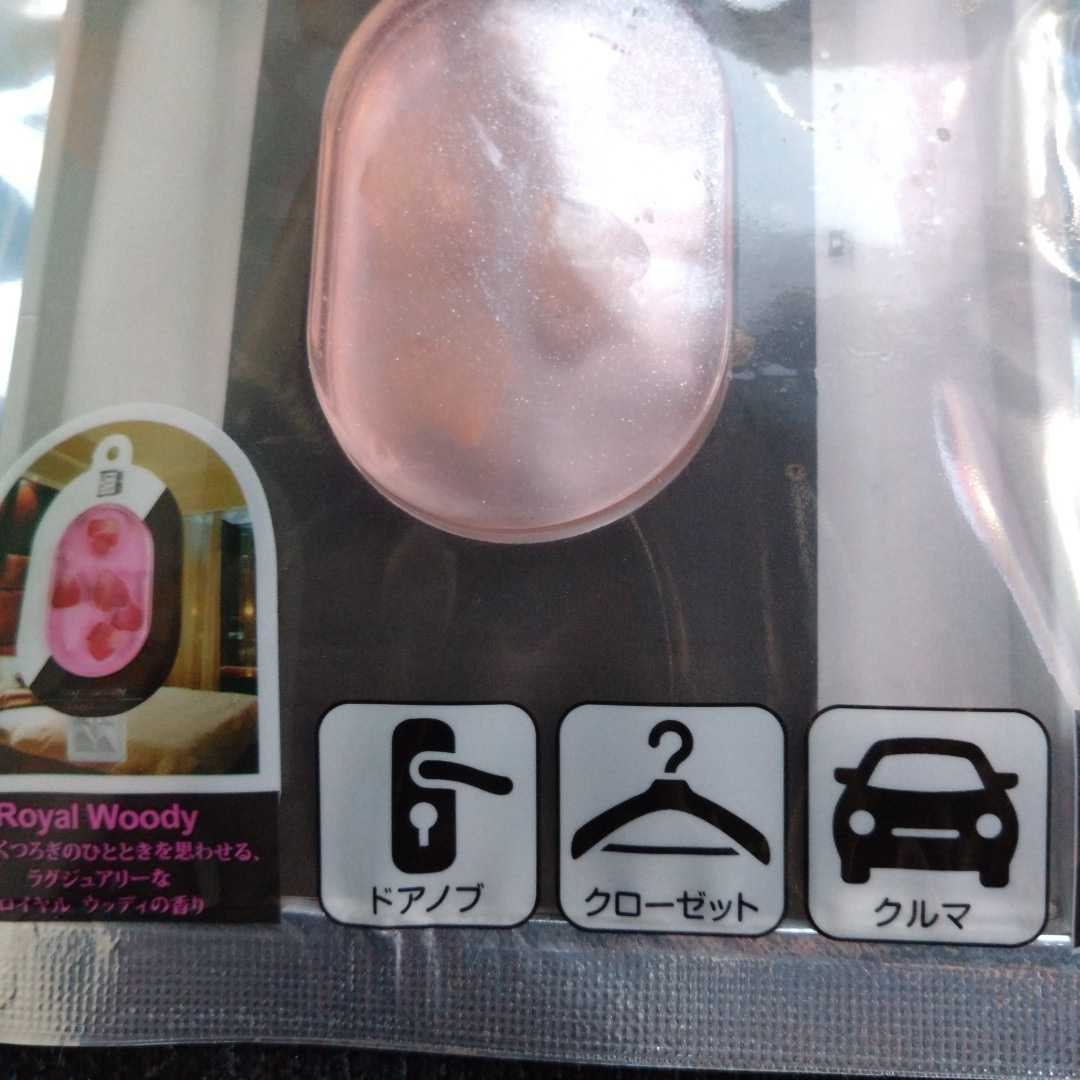 Royal Woody
くつろぎのひとときを思わせる、
ラグジュアリーな
ロイヤル ウッディの香り
ドアノブ
クローゼット
クルマ